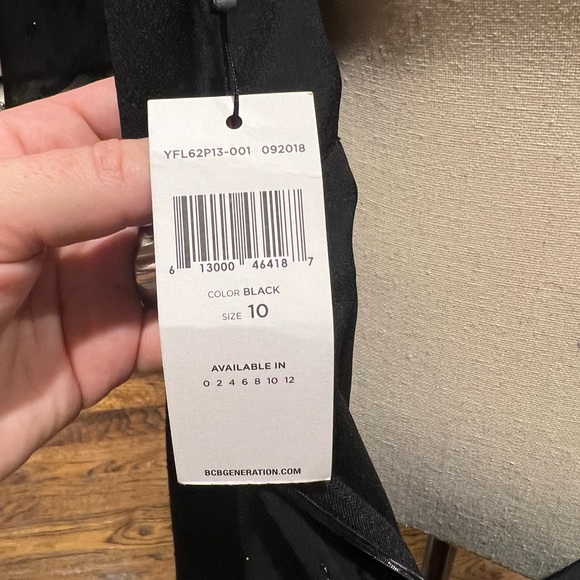 YFL62P13-001 092018
6 13000 46418 7
COLOR BLACK
SIZE 10
AVAILABLE IN
0 2 4 6 8 10 12
BCBGENERATION.COM